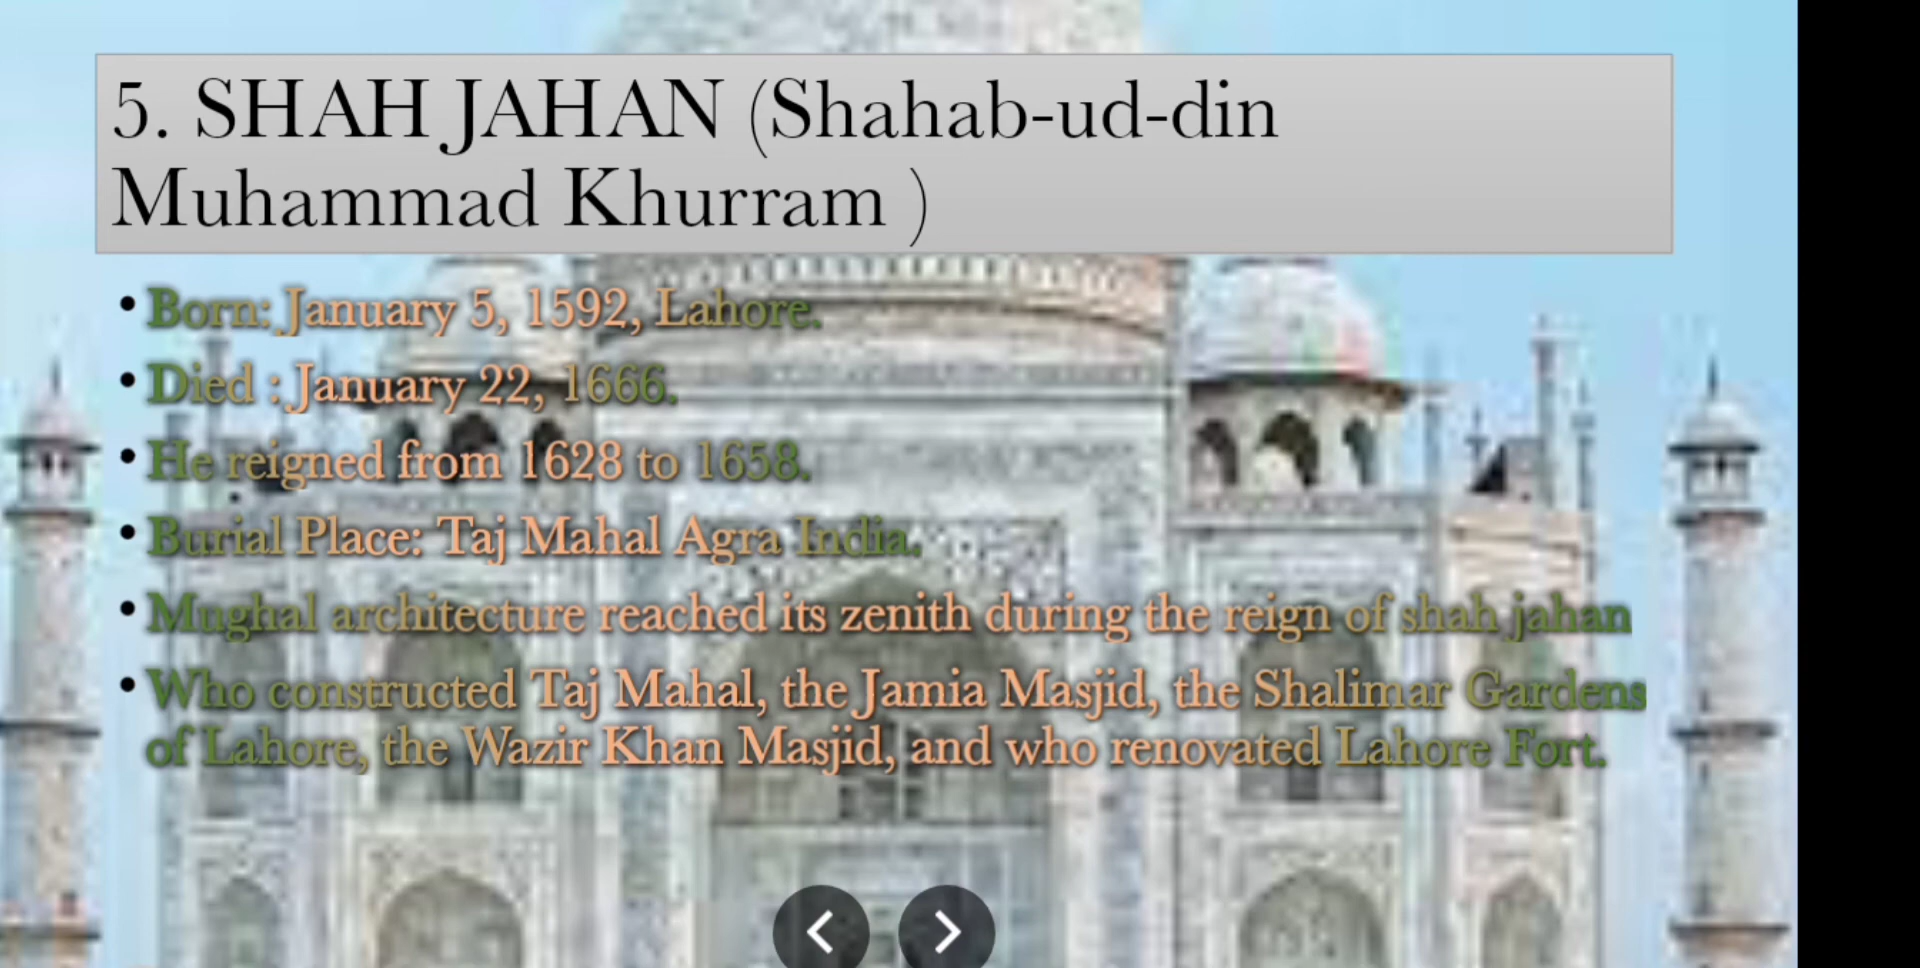 5. SHAH JAHAN (Shahab-ud-din
Muhammad Khurram )
• Born: January 5, 1592, Lahore.
• Died : January 22, 1666.
• He reigned from 1628 to 1658.
• Burial Place: Taj Mahal Agra India.
• Mughal architecture reached its zenith during the reign of shah jahan
• Who constructed Taj Mahal, the Jamia Masjid, the Shalimar Gardens
of Lahore, the Wazir Khan Masjid, and who renovated Lahore Fort.